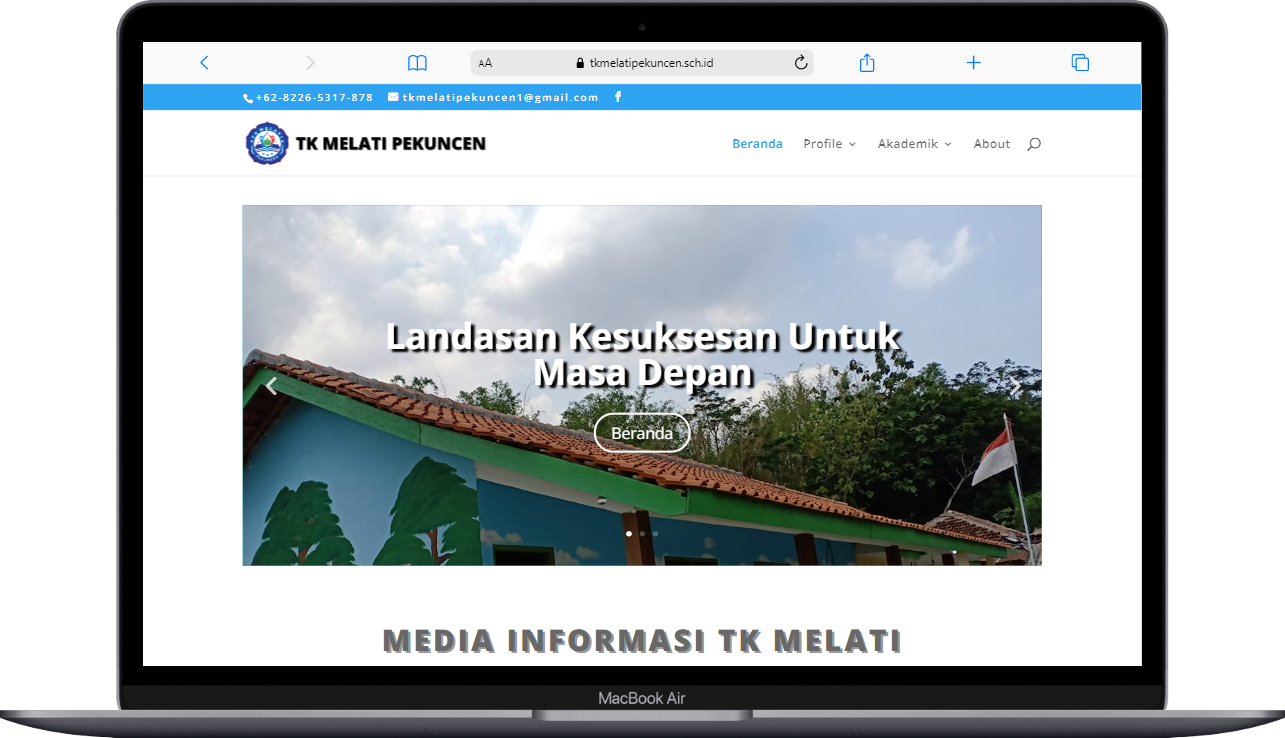 AA
tkmelatipekuncen.sch.id
+62-8226-5317-878 tkmelatipekuncen1@gmail.com f
TK MELATI PEKUNCEN
Beranda Profile Akademik About
Landasan Kesuksesan Untuk
Masa Depan
Beranda
MEDIA INFORMASI TK MELATI
MacBook Air